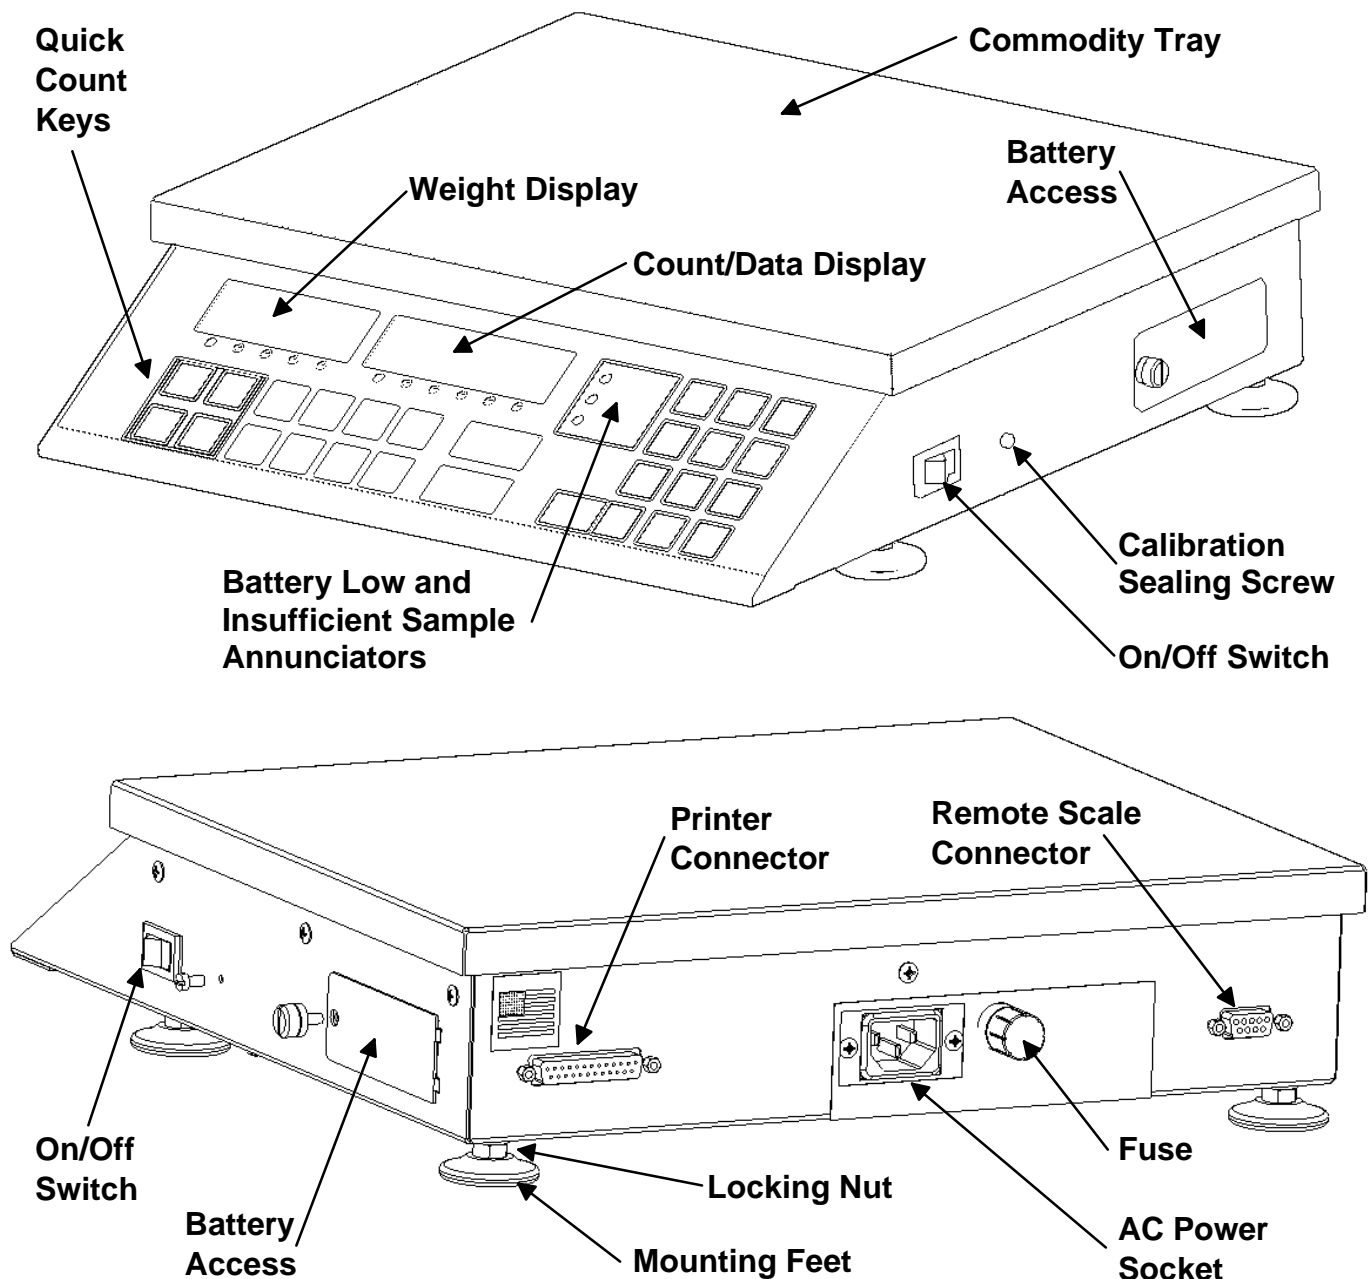 Quick
Count
Keys
Commodity Tray
Battery
Access
Weight Display
Count/Data Display
Battery Low and
Insufficient Sample
Annunciators
Calibration
Sealing Screw
On/Off Switch
Printer
Connector
Remote Scale
Connector
On/Off
Switch
Battery
Access
Locking Nut
Mounting Feet
Fuse
AC Power
Socket